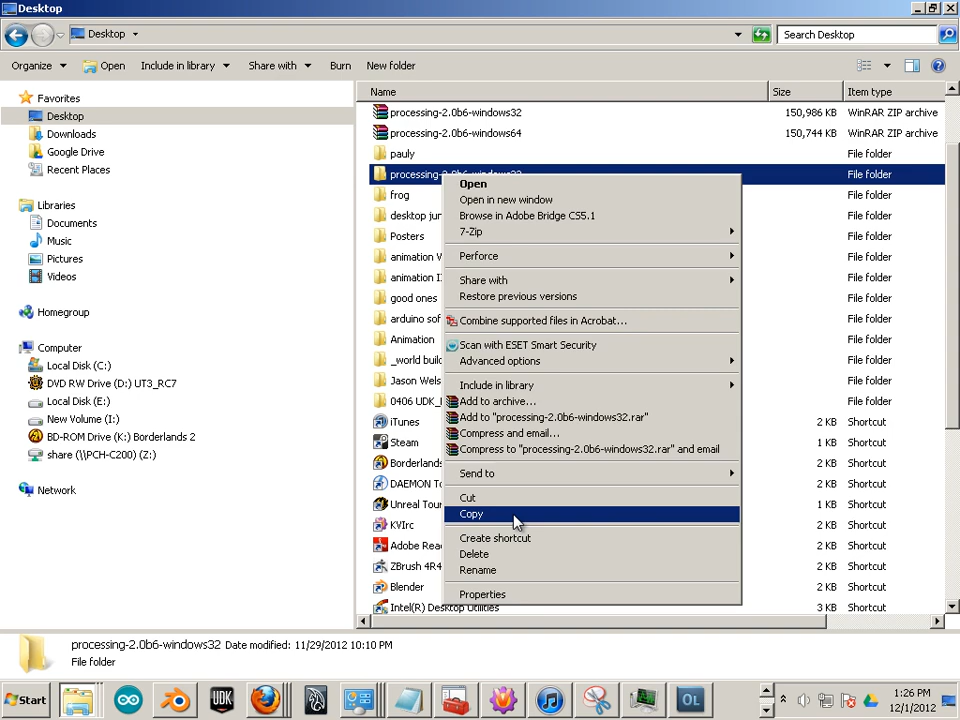 Desktop
Desktop
Search Desktop
Organize
Open
Include in library
Share with
Burn
New folder
Favorites
Desktop
Downloads
Google Drive
Recent Places
Libraries
Documents
Music
Pictures
Videos
Homegroup
Computer
Local Disk (C:)
DVD RW Drive (D:) UT3_RC7
Local Disk (E:)
New Volume (I:)
BD-ROM Drive (K:) Borderlands 2
share (\\PCH-C200) (Z:)
Network
Name Size Item type
processing-2.0b6-windows32 150,986 KB WinRAR ZIP archive
processing-2.0b6-windows64 150,744 KB WinRAR ZIP archive
pauly File folder
processing-2.0b6-windows32 File folder
frog File folder
desktop jun File folder
Posters File folder
animation File folder
animation File folder
good ones File folder
arduino sof File folder
Animation File folder
_world buil File folder
Jason Wels File folder
0406 UDK_ File folder
iTunes 2 KB Shortcut
Steam 1 KB Shortcut
Borderlands 2 KB Shortcut
DAEMON To 2 KB Shortcut
Unreal Tour 2 KB Shortcut
KVIrc 2 KB Shortcut
Adobe Rea 2 KB Shortcut
ZBrush 4R4 2 KB Shortcut
Blender 2 KB Shortcut
Intel(R) Desktop Utilities 3 KB Shortcut
Open
Open in new window
Browse in Adobe Bridge CS5.1
7-Zip
Perforce
Share with
Restore previous versions
Combine supported files in Acrobat...
Scan with ESET Smart Security
Advanced options
Include in library
Add to archive...
Add to "processing-2.0b6-windows32.rar"
Compress and email...
Compress to "processing-2.0b6-windows32.rar" and email
Send to
Cut
Copy
Create shortcut
Delete
Rename
Properties
processing-2.0b6-windows32 Date modified: 11/29/2012 10:10 PM
File folder
Start
UDK
OL
1:26 PM
12/1/2012